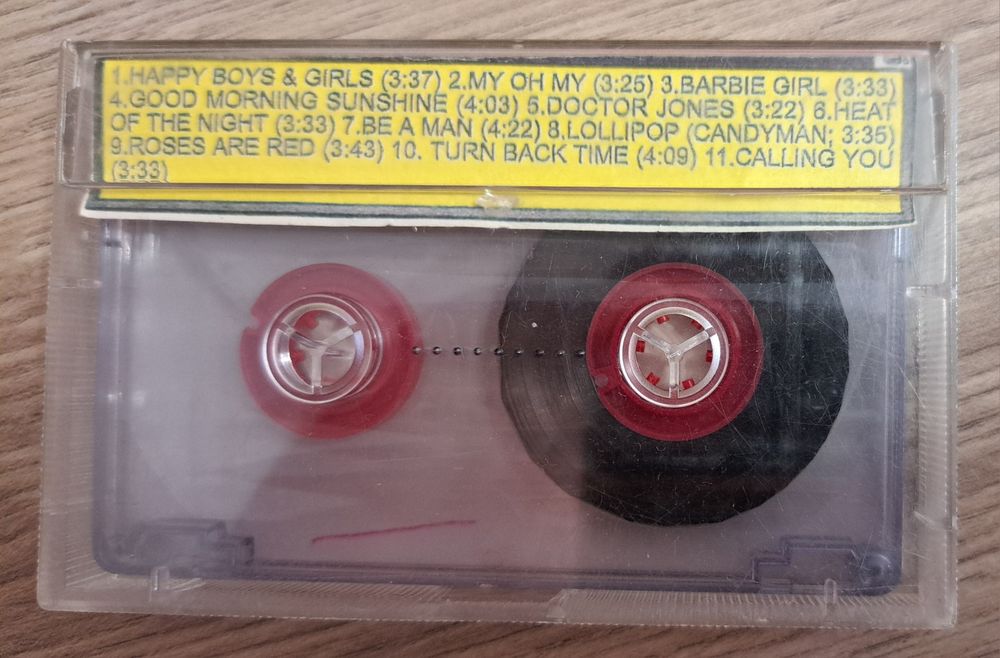 1.HAPPY BOYS & GIRLS (3:37) 2.MY OH MY (3:25) 3.BARBIE GIRL (3:33)
4.GOOD MORNING SUNSHINE (4:03) 5.DOCTOR JONES (3:22) 6.HEAT
OF THE NIGHT (3:33) 7.BE A MAN (4:22) 8.LOLLIPOP (CANDYMAN; 3:35)
9.ROSES ARE RED (3:43) 10. TURN BACK TIME (4:09) 11.CALLING YOU
(3:33)